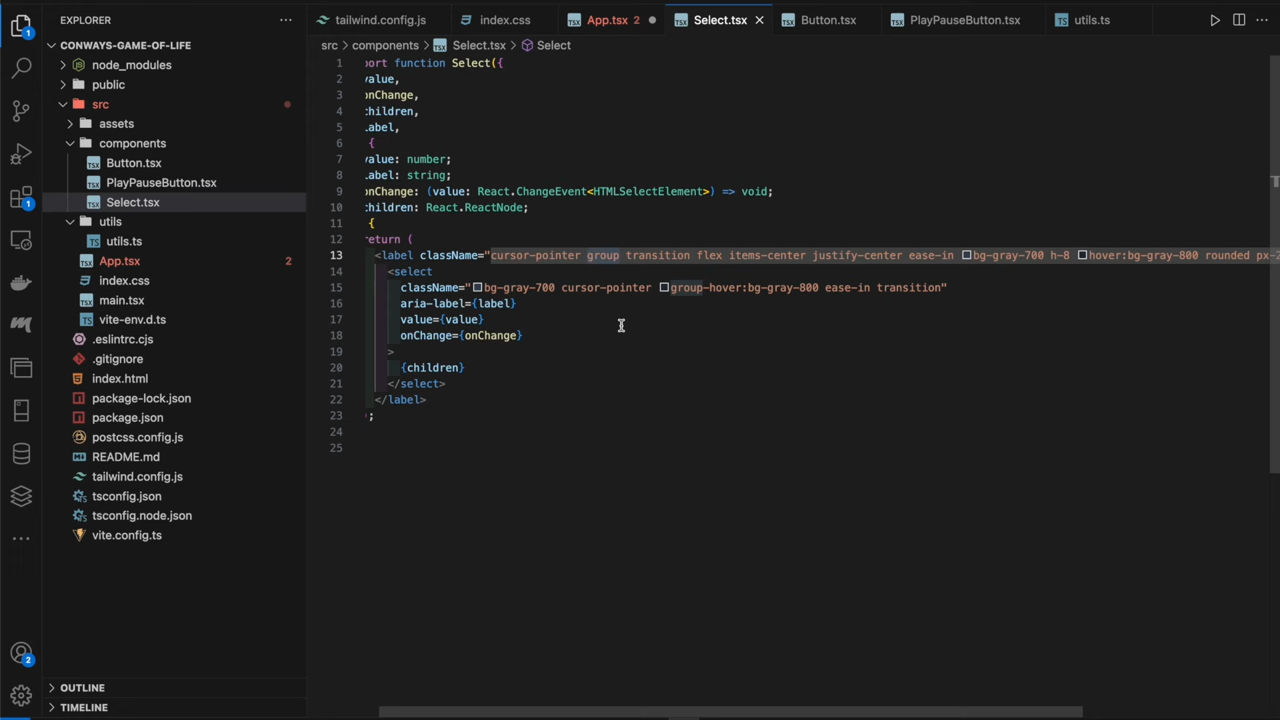 EXPLORER
CONWAYS-GAME-OF-LIFE
node_modules
public
src
assets
components
Button.tsx
PlayPauseButton.tsx
Select.tsx
utils
utils.ts
App.tsx 2
index.css
main.tsx
vite-env.d.ts
.eslintrc.cjs
.gitignore
index.html
package-lock.json
package.json
postcss.config.js
README.md
tailwind.config.js
tsconfig.json
tsconfig.node.json
vite.config.ts
OUTLINE
TIMELINE
1
1
2
tailwind.config.js index.css App.tsx 2 Select.tsx Button.tsx PlayPauseButton.tsx utils.ts
src > components > Select.tsx > Select
1 port function Select({
2 value,
3 onChange,
4 children,
5 label,
6 {
7 value: number;
8 label: string;
9 onChange: (value: React.ChangeEvent<HTMLSelectElement>) => void;
10 children: React.ReactNode;
11 {
12 return (
13 <label className="cursor-pointer group transition flex items-center justify-center ease-in bg-gray-700 h-8 hover:bg-gray-800 rounded px-2
14 <select
15 className="bg-gray-700 cursor-pointer group-hover:bg-gray-800 ease-in transition"
16 aria-label={label}
17 value={value}
18 onChange={onChange}
19 >
20 {children}
21 </select>
22 </label>
23 ;
24
25